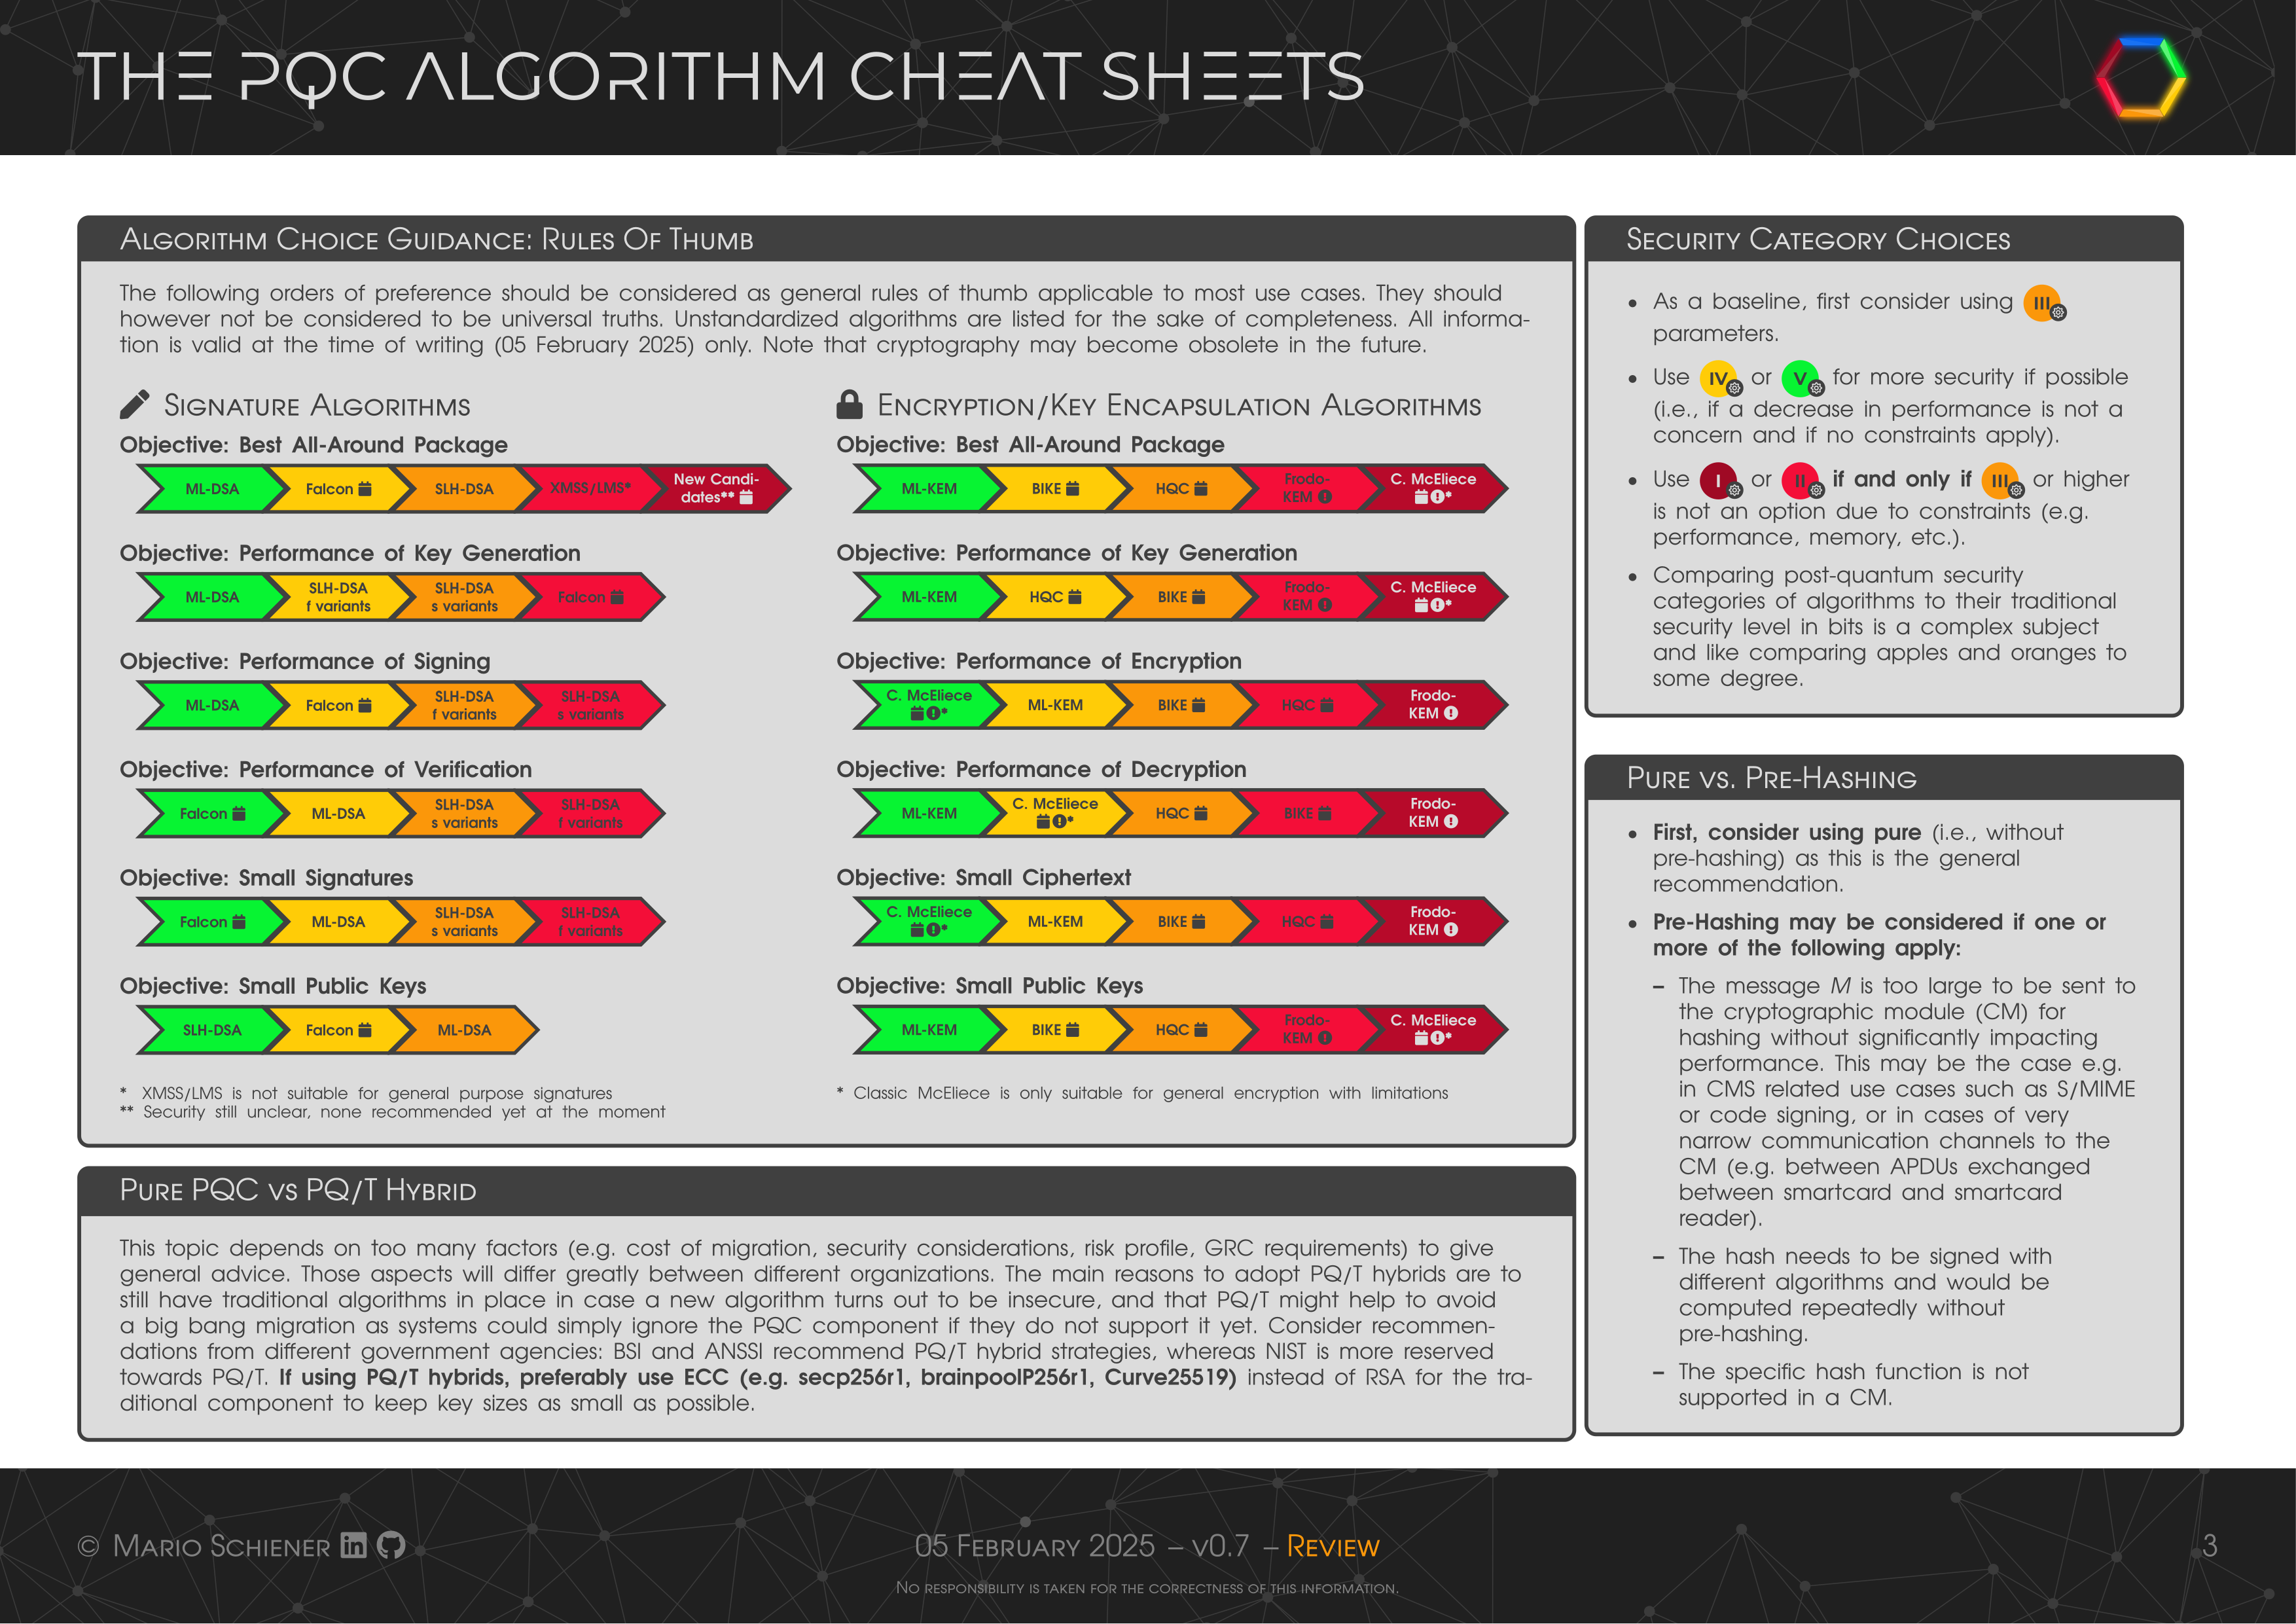 THE PQC ALGORITHM CHEAT SHEETS
Algorithm Choice Guidance: Rules Of Thumb
The following orders of preference should be considered as general rules of thumb applicable to most use cases. They should
however not be considered to be universal truths. Unstandardized algorithms are listed for the sake of completeness. All informa-
tion is valid at the time of writing (05 February 2025) only. Note that cryptography may become obsolete in the future.
Signature Algorithms
Objective: Best All-Around Package
ML-DSA
Falcon
SLH-DSA
XMSS/LMS*
New Candi-
dates**
Objective: Performance of Key Generation
ML-DSA
SLH-DSA
f variants
SLH-DSA
s variants
Falcon
Objective: Performance of Signing
ML-DSA
Falcon
SLH-DSA
f variants
SLH-DSA
s variants
Objective: Performance of Verification
Falcon
ML-DSA
SLH-DSA
s variants
SLH-DSA
f variants
Objective: Small Signatures
Falcon
ML-DSA
SLH-DSA
s variants
SLH-DSA
f variants
Objective: Small Public Keys
SLH-DSA
Falcon
ML-DSA
* XMSS/LMS is not suitable for general purpose signatures
** Security still unclear, none recommended yet at the moment
Encryption/Key Encapsulation Algorithms
Objective: Best All-Around Package
ML-KEM
BIKE
HQC
Frodo-
KEM
C. McEliece
*
Objective: Performance of Key Generation
ML-KEM
HQC
BIKE
Frodo-
KEM
C. McEliece
*
Objective: Performance of Encryption
C. McEliece
*
ML-KEM
BIKE
HQC
Frodo-
KEM
Objective: Performance of Decryption
ML-KEM
C. McEliece
*
HQC
BIKE
Frodo-
KEM
Objective: Small Ciphertext
C. McEliece
*
ML-KEM
BIKE
HQC
Frodo-
KEM
Objective: Small Public Keys
ML-KEM
BIKE
HQC
Frodo-
KEM
C. McEliece
*
* Classic McEliece is only suitable for general encryption with limitations
Pure PQC vs PQ/T Hybrid
This topic depends on too many factors (e.g. cost of migration, security considerations, risk profile, GRC requirements) to give
general advice. Those aspects will differ greatly between different organizations. The main reasons to adopt PQ/T hybrids are to
still have traditional algorithms in place in case a new algorithm turns out to be insecure, and that PQ/T might help to avoid
a big bang migration as systems could simply ignore the PQC component if they do not support it yet. Consider recommen-
dations from different government agencies: BSI and ANSSI recommend PQ/T hybrid strategies, whereas NIST is more reserved
towards PQ/T. If using PQ/T hybrids, preferably use ECC (e.g. secp256r1, brainpoolP256r1, Curve25519) instead of RSA for the tra-
ditional component to keep key sizes as small as possible.
Security Category Choices
• As a baseline, first consider using III
parameters.
• Use IV or V for more security if possible
(i.e., if a decrease in performance is not a
concern and if no constraints apply).
• Use I or II if and only if III or higher
is not an option due to constraints (e.g.
performance, memory, etc.).
• Comparing post-quantum security
categories of algorithms to their traditional
security level in bits is a complex subject
and like comparing apples and oranges to
some degree.
Pure vs. Pre-Hashing
• First, consider using pure (i.e., without
pre-hashing) as this is the general
recommendation.
• Pre-Hashing may be considered if one or
more of the following apply:
– The message M is too large to be sent to
the cryptographic module (CM) for
hashing without significantly impacting
performance. This may be the case e.g.
in CMS related use cases such as S/MIME
or code signing, or in cases of very
narrow communication channels to the
CM (e.g. between APDUs exchanged
between smartcard and smartcard
reader).
– The hash needs to be signed with
different algorithms and would be
computed repeatedly without
pre-hashing.
– The specific hash function is not
supported in a CM.
© Mario Schiener in
05 February 2025 – v0.7 – Review
No responsibility is taken for the correctness of this information.
3